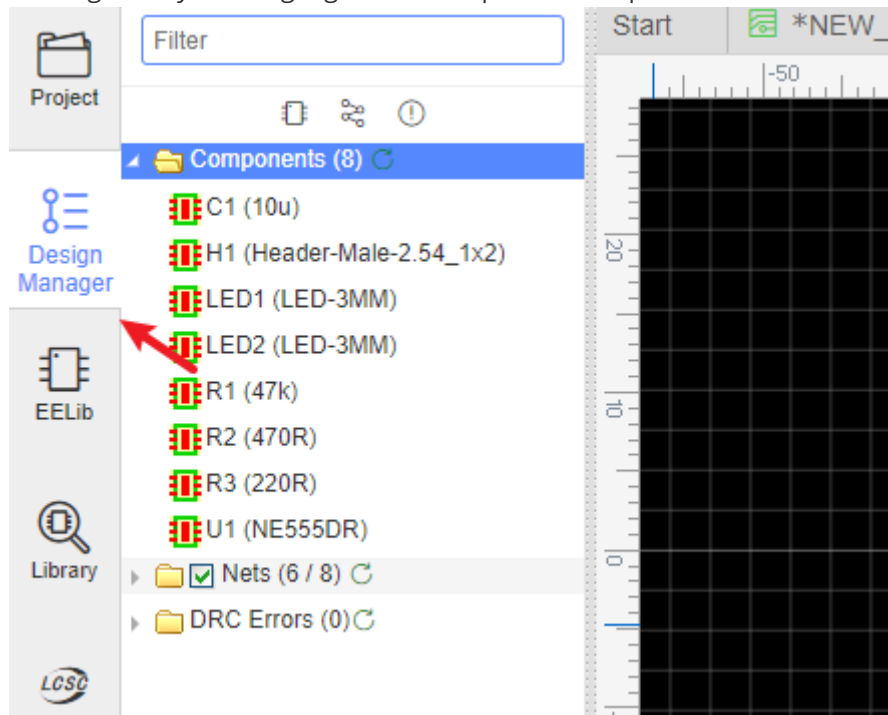 Filter
Start
*NEW_
Project
-50
Components (8)
C1 (10u)
H1 (Header-Male-2.54_1x2)
LED1 (LED-3MM)
LED2 (LED-3MM)
R1 (47k)
R2 (470R)
R3 (220R)
U1 (NE555DR)
Nets (6 / 8)
DRC Errors (0)
Design
Manager
EELib
Library
LCSC
20
10
0